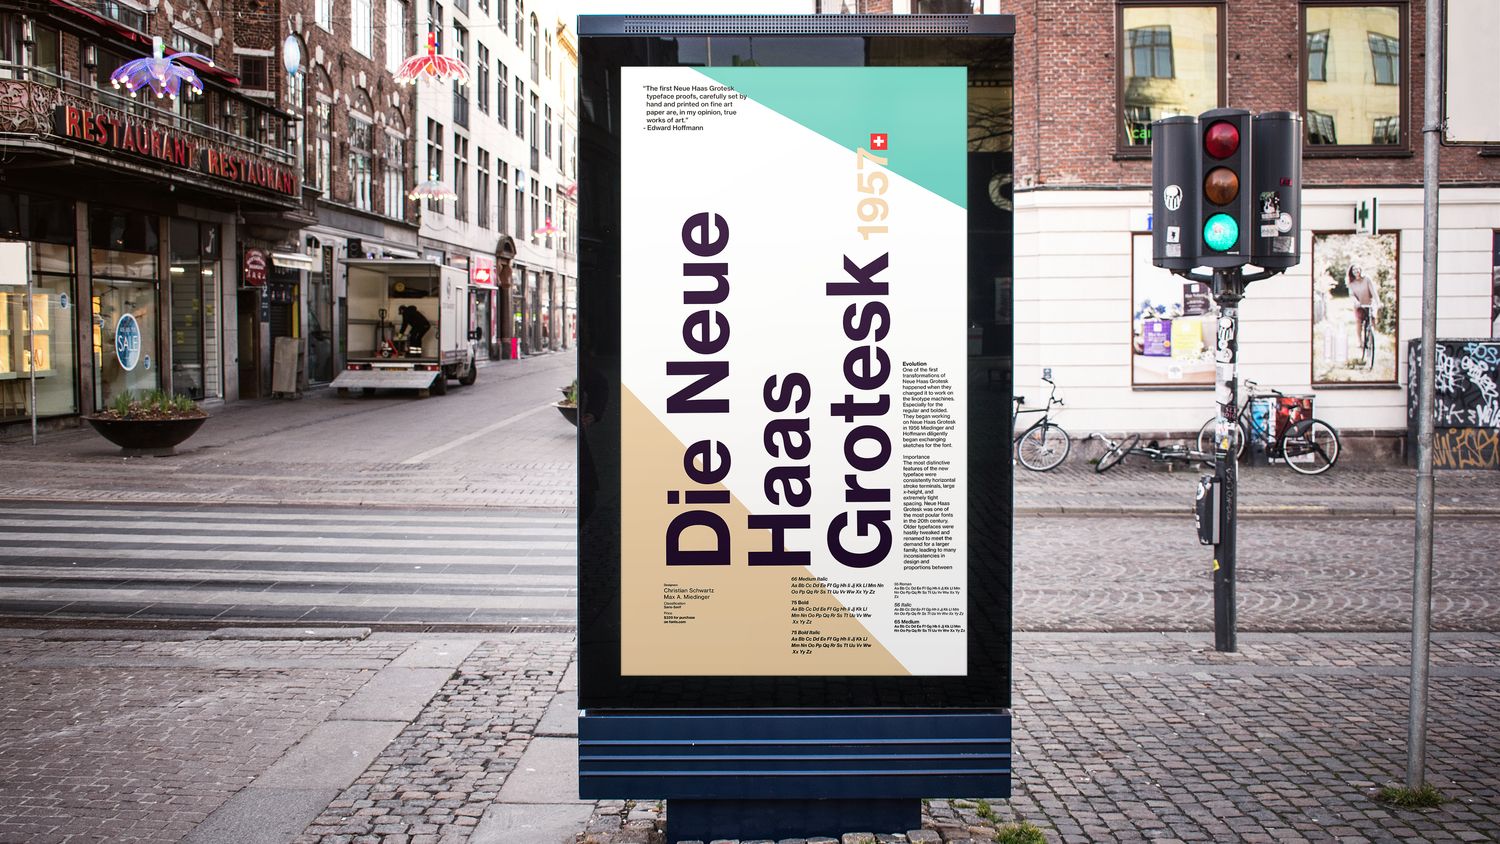 RESTAURANT RESTAURANT
SALE
"The first Neue Haas Grotesk
typeface proofs, carefully set by
hand and printed on fine art
paper are, in my opinion, true
works of art."
- Edward Hoffmann
Die Neue
Haas
Grotesk 1957
Evolution
One of the first
transformations of
Neue Haas Grotesk
happened when they
changed it to work on
the linotype machines.
Especially for the
regular and bolded.
They began working
on Neue Haas Grotesk
in 1956 Miedinger and
Hoffmann diligently
began exchanging
sketches for the font.
Importance
The most distinctive
features of the new
typeface were
consistently horizontal
stroke terminals, large
x-height, and
extremely tight
spacing. Neue Haas
Grotesk was one of
the most poular fonts
in the 20th century.
Older typefaces were
hastily tweaked and
renamed to meet the
demand for a larger
family, leading to many
inconsistencies in
design and
proportions between
Designers
Christian Schwartz
Max A. Miedinger
Classification
Sans-Serif
Price
$220 for purchase
66 Medium Italic
Aa Bb Cc Dd Ee Ff Gg Hh Ii Jj Kk Ll Mm Nn
Oo Pp Qq Rr Ss Tt Uu Vv Ww Xx Yy Zz
75 Bold
Aa Bb Cc Dd Ee Ff Gg Hh Ii Jj Kk Ll
Mm Nn Oo Pp Qq Rr Ss Tt Uu Vv Ww
Xx Yy Zz
75 Bold Italic
Aa Bb Cc Dd Ee Ff Gg Hh Ii Jj Kk Ll
Mm Nn Oo Pp Qq Rr Ss Tt Uu Vv Ww
Xx Yy Zz
55 Roman
Aa Bb Cc Dd Ee Ff Gg Hh Ii Jj Kk Ll Mm
Nn Oo Pp Qq Rr Ss Tt Uu Vv Ww Xx Yy
Zz
56 Italic
Aa Bb Cc Dd Ee Ff Gg Hh Ii Jj Kk Ll Mm
Nn Oo Pp Qq Rr Ss Tt Uu Vv Ww Xx Yy Zz
65 Medium
Aa Bb Cc Dd Ee Ff Gg Hh Ii Jj Kk Ll Mm
Nn Oo Pp Qq Rr Ss Tt Uu Vv Ww Xx Yy Zz